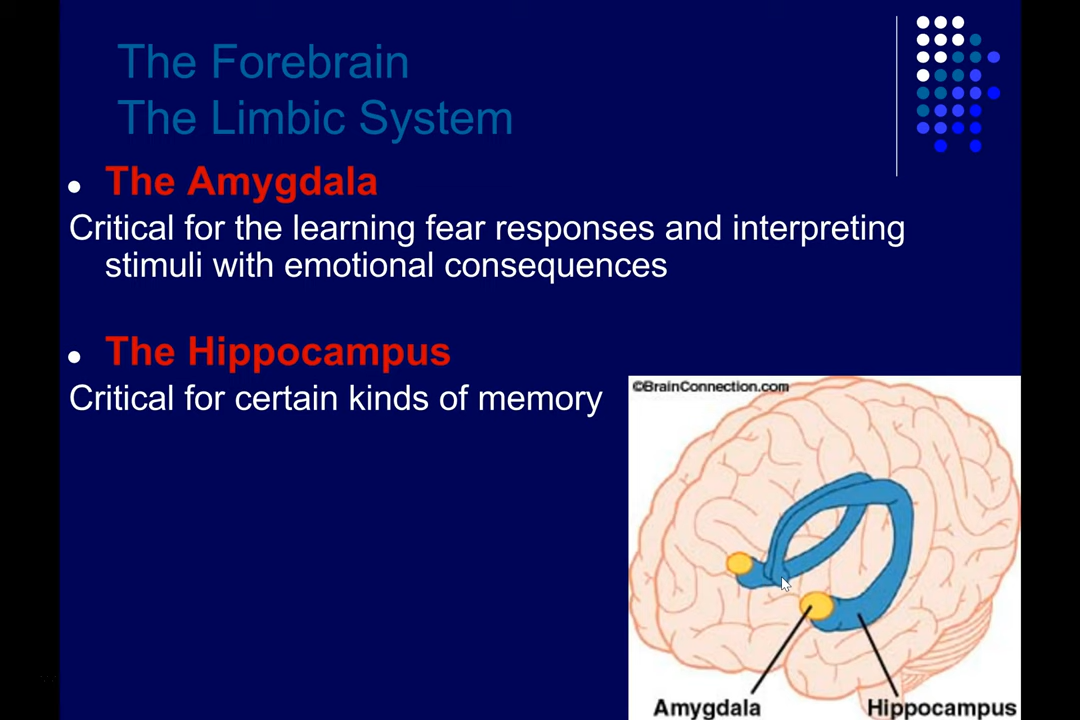 The Forebrain
The Limbic System
The Amygdala
Critical for the learning fear responses and interpreting
stimuli with emotional consequences
The Hippocampus
Critical for certain kinds of memory
©BrainConnection.com
Amygdala
Hippocampus